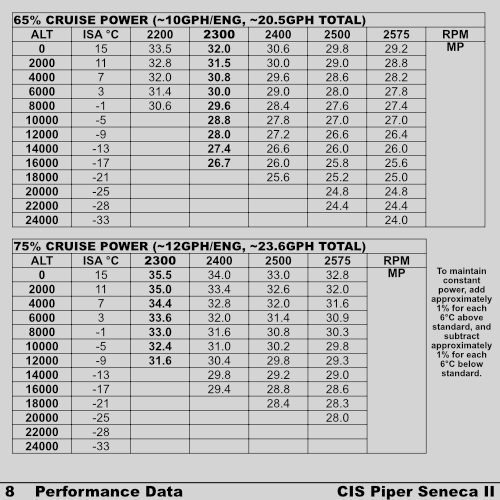 65% CRUISE POWER (~10GPH/ENG, ~20.5GPH TOTAL)
ALT ISA °C 2200 2300 2400 2500 2575 RPM
0 15 33.5 32.0 30.6 29.8 29.2 MP
2000 11 32.8 31.5 30.0 29.0 28.8
4000 7 32.0 30.8 29.6 28.6 28.2
6000 3 31.4 30.0 29.0 28.0 27.8
8000 -1 30.6 29.6 28.4 27.6 27.4
10000 -5 28.8 27.8 27.0 27.0
12000 -9 28.0 27.2 26.6 26.4
14000 -13 27.4 26.6 26.0 26.0
16000 -17 26.7 26.0 25.8 25.6
18000 -21 25.6 25.2 25.0
20000 -25 24.8 24.8
22000 -28 24.4 24.4
24000 -33 24.0
75% CRUISE POWER (~12GPH/ENG, ~23.6GPH TOTAL)
ALT ISA °C 2300 2400 2500 2575 RPM
0 15 35.5 34.0 33.0 32.8 MP
2000 11 35.0 33.4 32.6 32.0
4000 7 34.4 32.8 32.0 31.6
6000 3 33.6 32.0 31.4 30.9
8000 -1 33.0 31.6 30.8 30.3
10000 -5 32.4 31.0 30.2 29.8
12000 -9 31.6 30.4 29.8 29.3
14000 -13 29.8 29.2 29.0
16000 -17 29.4 28.8 28.6
18000 -21 28.4 28.3
20000 -25 28.0
22000 -28
24000 -33
To maintain
constant
power, add
approximately
1% for each
6°C above
standard, and
subtract
approximately
1% for each
6°C below
standard.
8 Performance Data CIS Piper Seneca II